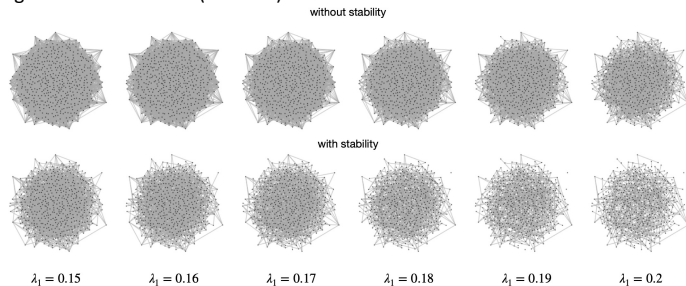 without stability
with stability
λ₁ = 0.15 λ₁ = 0.16 λ₁ = 0.17 λ₁ = 0.18 λ₁ = 0.19 λ₁ = 0.2